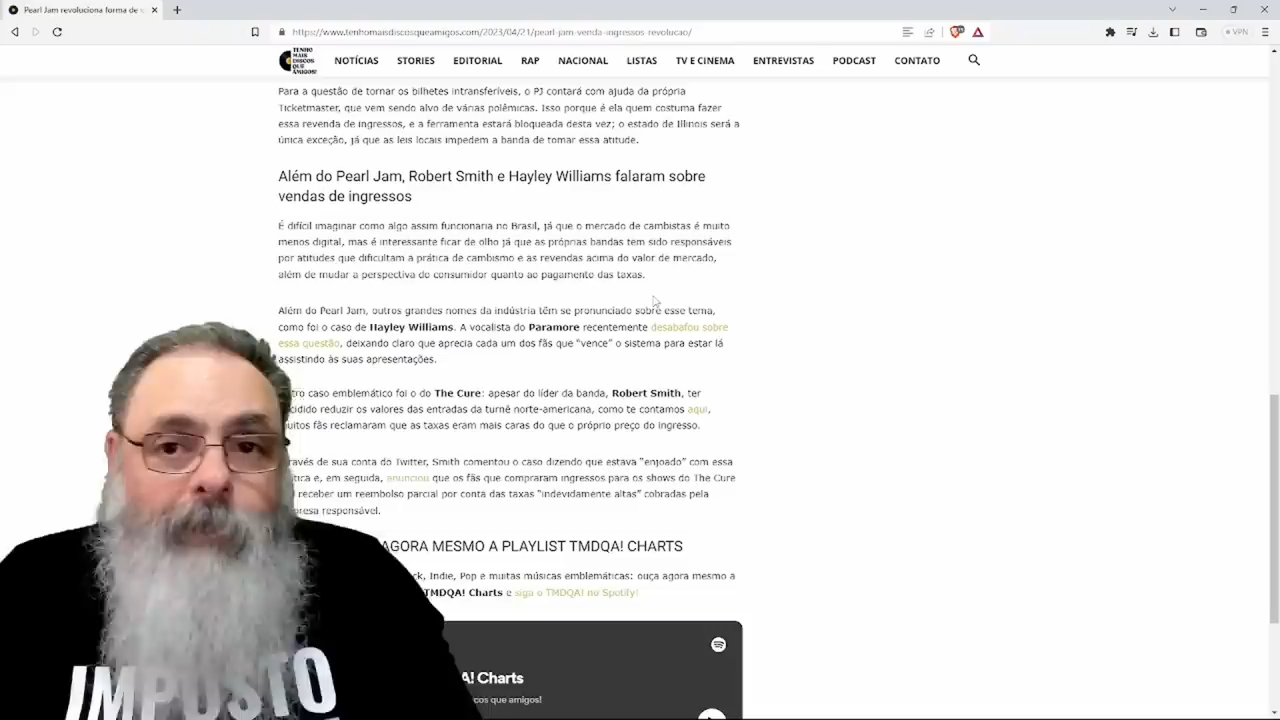 Pearl Jam revoluciona forma de
https://www.tenhomaisdiscosqueamigos.com/2023/04/21/pearl-jam-venda-ingressos-revolucao/
VPN
TENHO MAIS DISCOS QUE AMIGOS!
NOTÍCIAS STORIES EDITORIAL RAP NACIONAL LISTAS TV E CINEMA ENTREVISTAS PODCAST CONTATO
Para a questão de tornar os bilhetes intransferíveis, o PJ contará com ajuda da própria
Ticketmaster, que vem sendo alvo de várias polêmicas. Isso porque é ela quem costuma fazer
essa revenda de ingressos, e a ferramenta estará bloqueada desta vez; o estado de Illinois será a
única exceção, já que as leis locais impedem a banda de tomar essa atitude.
Além do Pearl Jam, Robert Smith e Hayley Williams falaram sobre
vendas de ingressos
É difícil imaginar como algo assim funcionaria no Brasil, já que o mercado de cambistas é muito
menos digital, mas é interessante ficar de olho já que as próprias bandas tem sido responsáveis
por atitudes que dificultam a prática de cambismo e as revendas acima do valor de mercado,
além de mudar a perspectiva do consumidor quanto ao pagamento das taxas.
Além do Pearl Jam, outros grandes nomes da indústria têm se pronunciado sobre esse tema,
como foi o caso de Hayley Williams. A vocalista do Paramore recentemente desabafou sobre
essa questão, deixando claro que aprecia cada um dos fãs que "vence" o sistema para estar lá
assistindo às suas apresentações.
tro caso emblemático foi o do The Cure: apesar do líder da banda, Robert Smith, ter
cidido reduzir os valores das entradas da turnê norte-americana, como te contamos aqui,
uitos fãs reclamaram que as taxas eram mais caras do que o próprio preço do ingresso.
ravés de sua conta do Twitter, Smith comentou o caso dizendo que estava "enjoado" com essa
tica e, em seguida, anunciou que os fãs que compraram ingressos para os shows do The Cure
receber um reembolso parcial por conta das taxas "indevidamente altas" cobradas pela
presa responsável.
AGORA MESMO A PLAYLIST TMDQA! CHARTS
ck, Indie, Pop e muitas músicas emblemáticas: ouça agora mesmo a
TMDQA! Charts e siga o TMDQA! no Spotify!
A! Charts
scos que amigos!
IMPOSTO